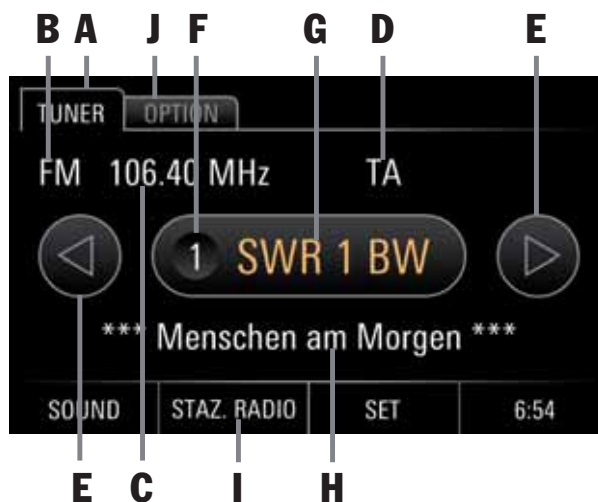 B A J F G D E
TUNER OPTION
FM 106.40 MHz TA
1 SWR 1 BW
*** Menschen am Morgen ***
SOUND STAZ. RADIO SET 6:54
E C I H